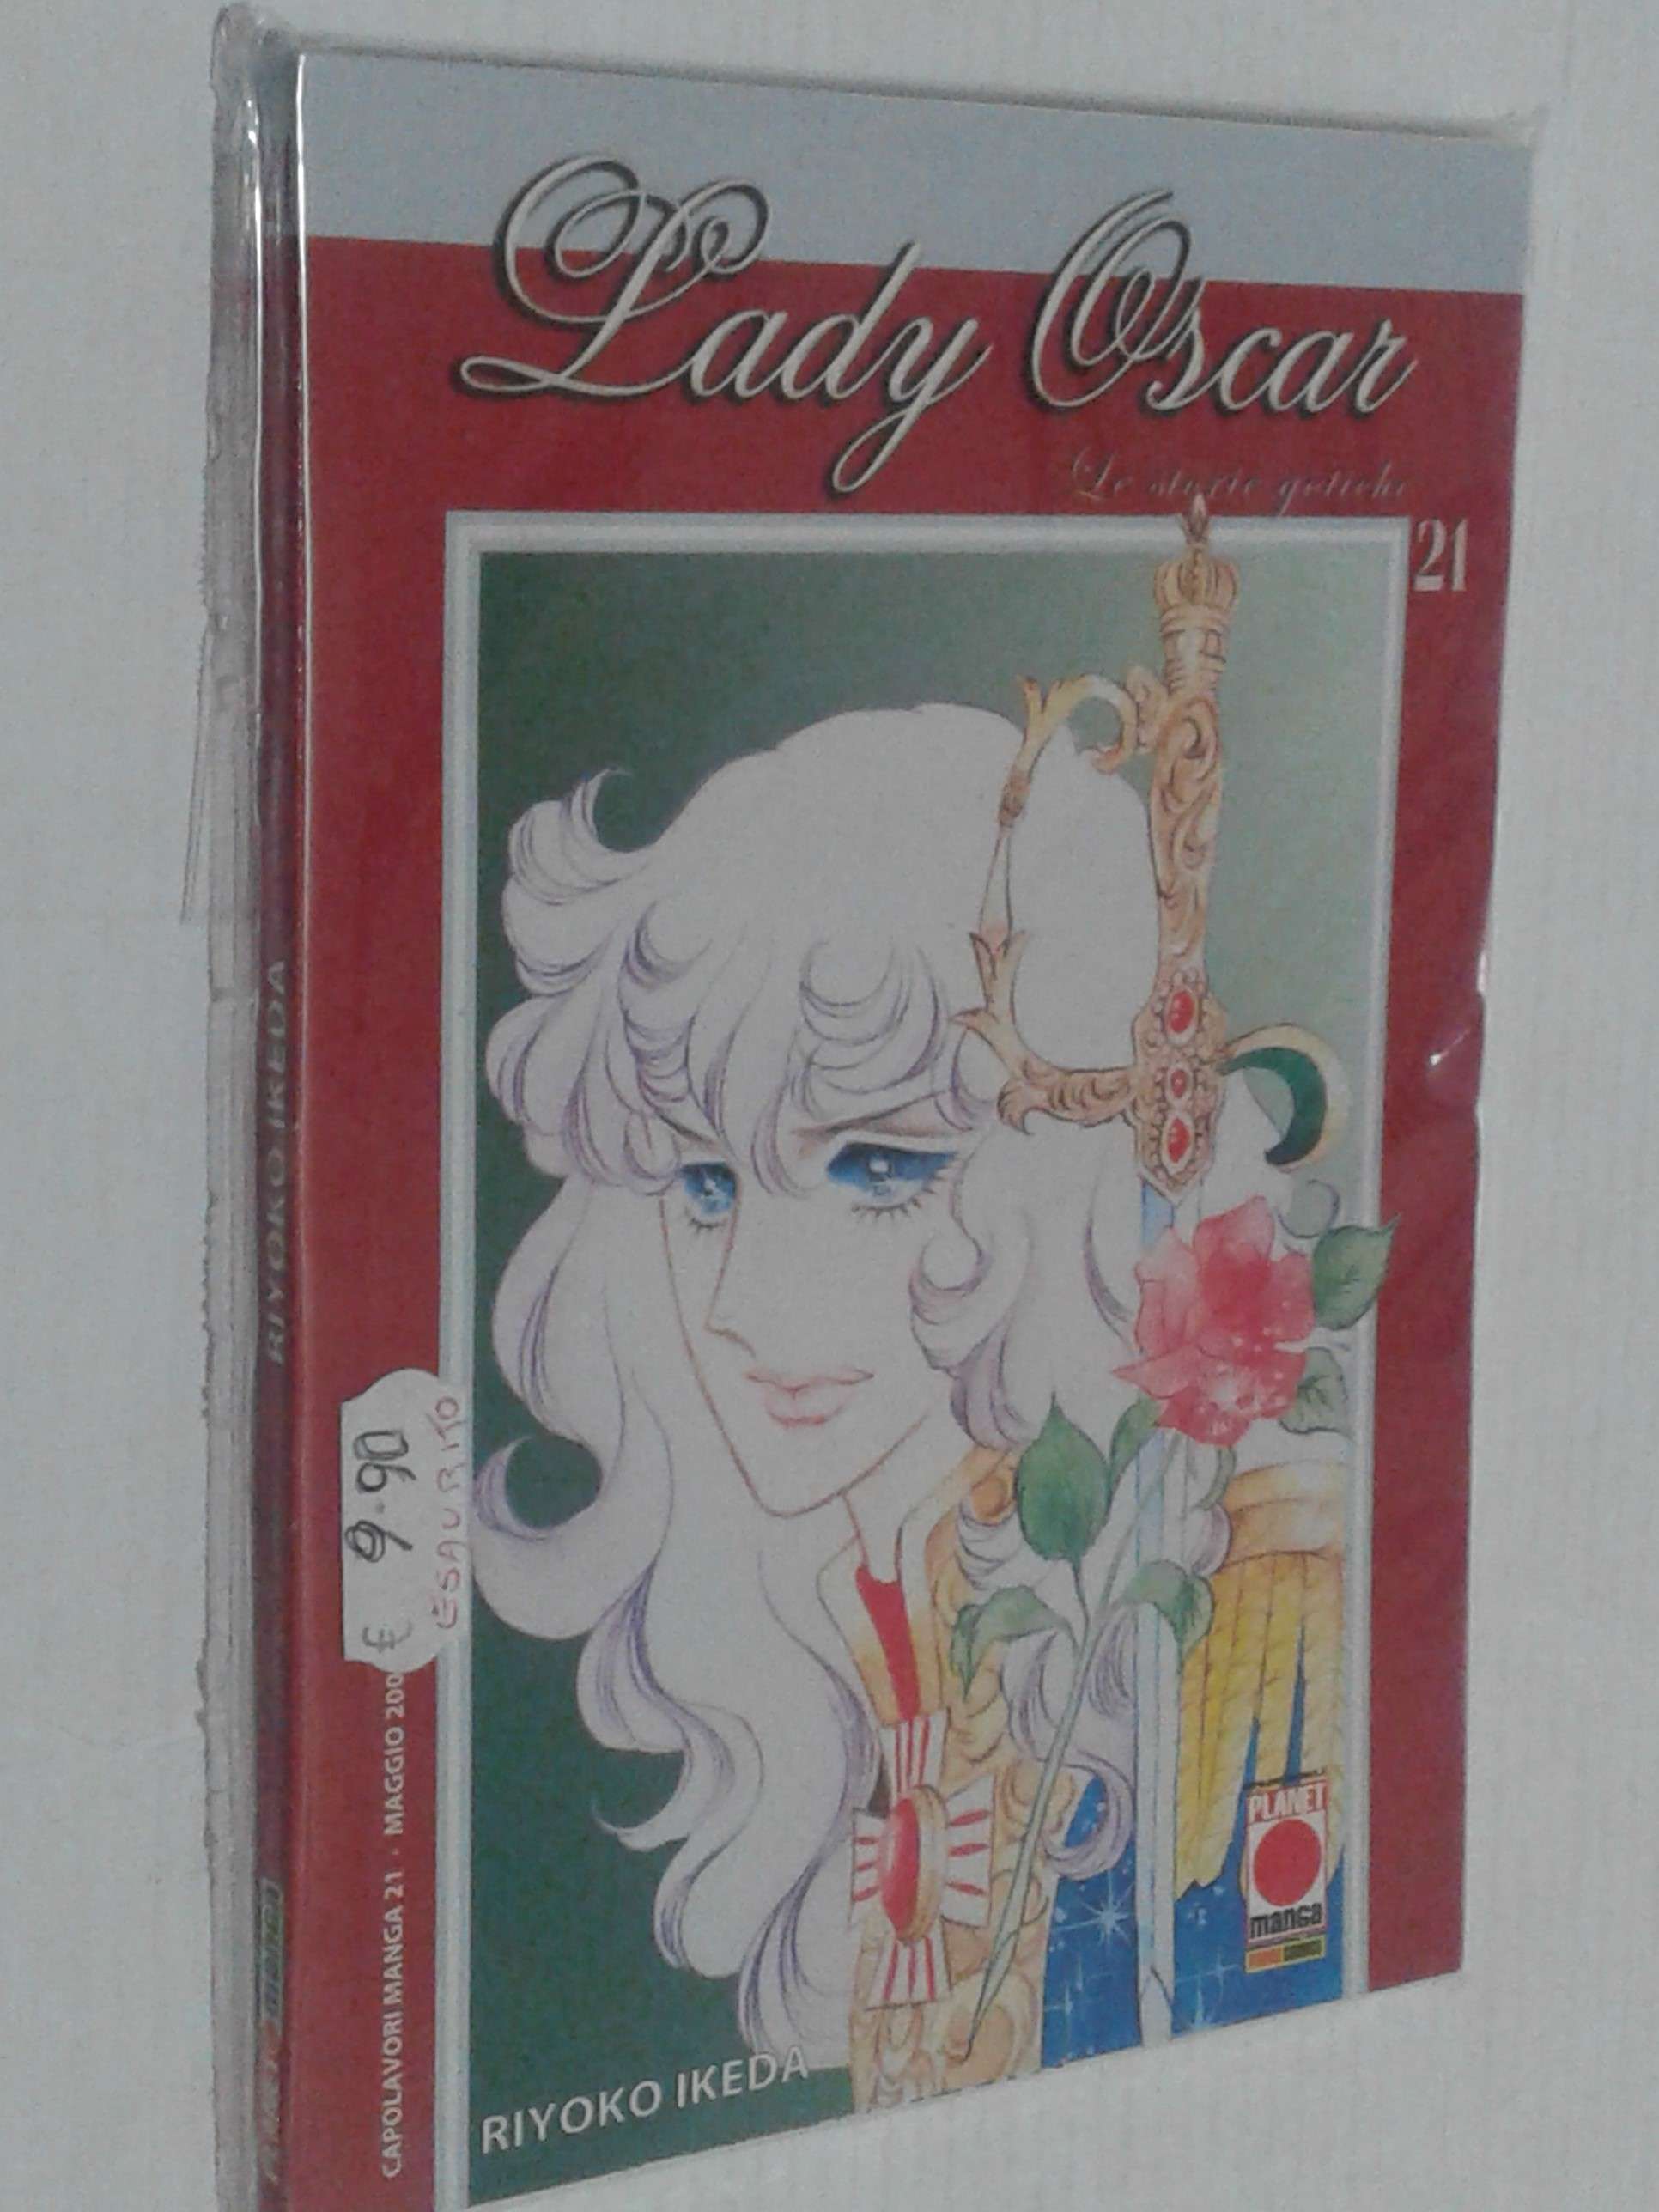 Lady Oscar
Le storie gotiche
21
RIYOKO IKEDA
€ 9.90
ESAURITO
CAPOLAVORI MANGA 21 · MAGGIO 200
RIYOKO IKEDA
PLANET
manga